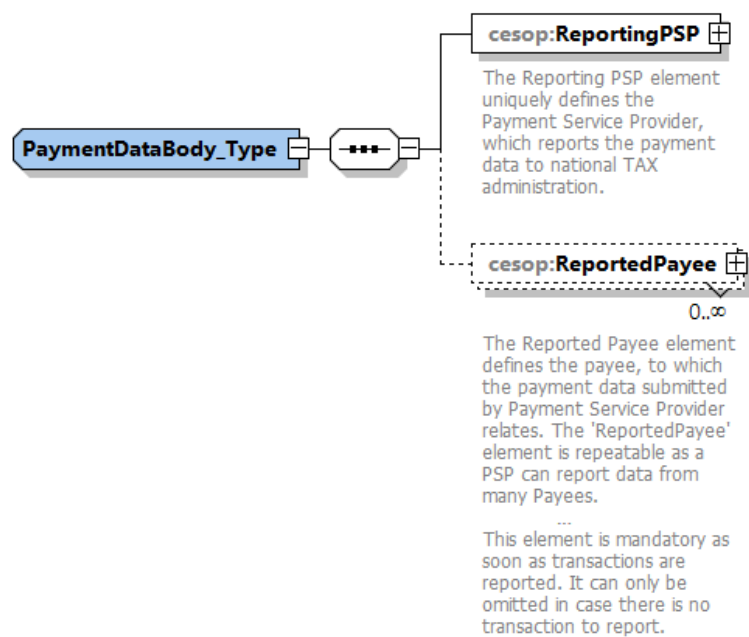 cesop:ReportingPSP
The Reporting PSP element
uniquely defines the
Payment Service Provider,
which reports the payment
data to national TAX
administration.
PaymentDataBody_Type
cesop:ReportedPayee
0..∞
The Reported Payee element
defines the payee, to which
the payment data submitted
by Payment Service Provider
relates. The 'ReportedPayee'
element is repeatable as a
PSP can report data from
many Payees.
...
This element is mandatory as
soon as transactions are
reported. It can only be
omitted in case there is no
transaction to report.